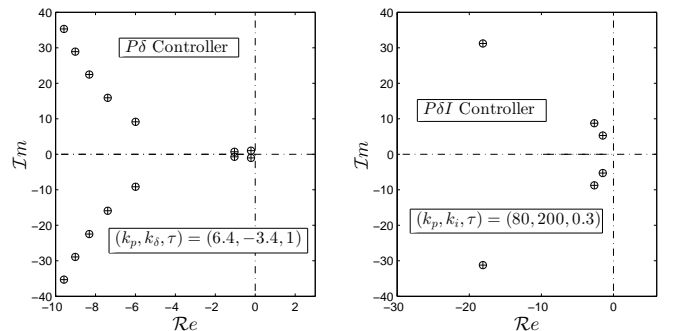 40
30
20
10
0
−10
−20
−30
−40
−10 −8 −6 −4 −2 0 2
ℐm
ℛe
Pδ Controller
(k_p, k_δ, τ) = (6.4, −3.4, 1)
40
30
20
10
0
−10
−20
−30
−40
−30 −20 −10 0
ℐm
ℛe
PδI Controller
(k_p, k_i, τ) = (80, 200, 0.3)